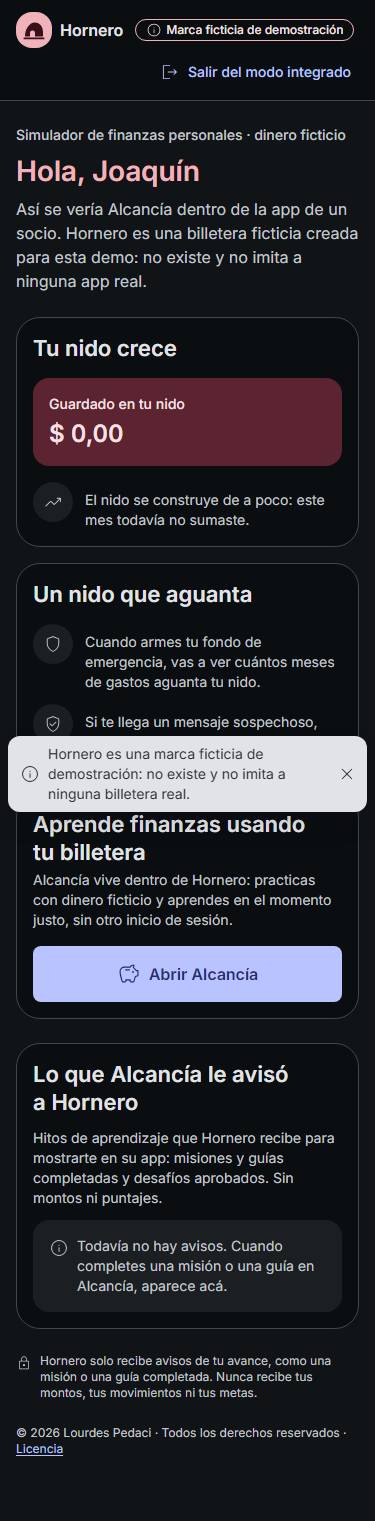 Hornero
Marca ficticia de demostración
Salir del modo integrado
Simulador de finanzas personales · dinero ficticio
Hola, Joaquín
Así se vería Alcancía dentro de la app de un
socio. Hornero es una billetera ficticia creada
para esta demo: no existe y no imita a
ninguna app real.
Tu nido crece
Guardado en tu nido
$ 0,00
El nido se construye de a poco: este
mes todavía no sumaste.
Un nido que aguanta
Cuando armes tu fondo de
emergencia, vas a ver cuántos meses
de gastos aguanta tu nido.
Si te llega un mensaje sospechoso,
Hornero es una marca ficticia de
demostración: no existe y no imita a
ninguna billetera real.
Aprende finanzas usando
tu billetera
Alcancía vive dentro de Hornero: practicas
con dinero ficticio y aprendes en el momento
justo, sin otro inicio de sesión.
Abrir Alcancía
Lo que Alcancía le avisó
a Hornero
Hitos de aprendizaje que Hornero recibe para
mostrarte en su app: misiones y guías
completadas y desafíos aprobados. Sin
montos ni puntajes.
Todavía no hay avisos. Cuando
completes una misión o una guía en
Alcancía, aparece acá.
Hornero solo recibe avisos de tu avance, como una
misión o una guía completada. Nunca recibe tus
montos, tus movimientos ni tus metas.
© 2026 Lourdes Pedaci · Todos los derechos reservados ·
Licencia